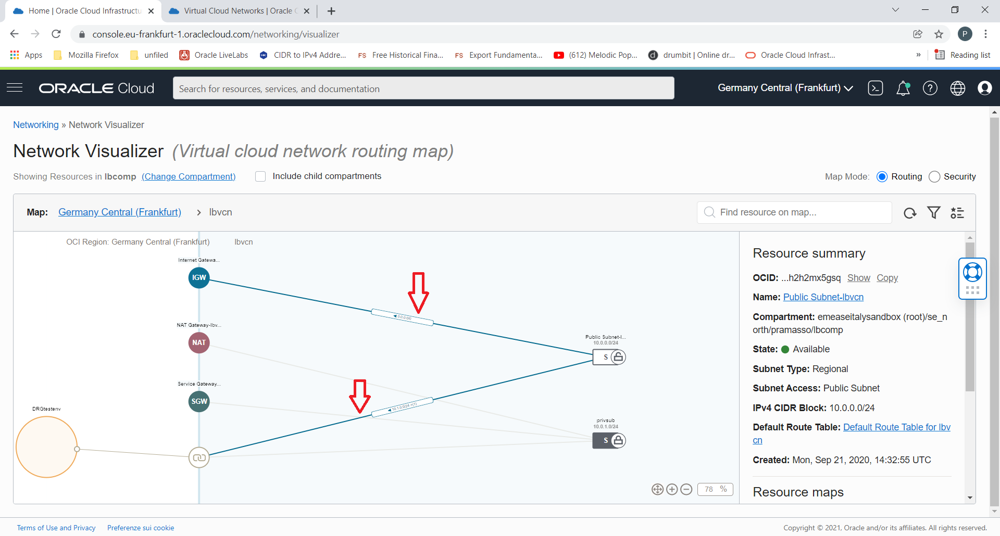 Home | Oracle Cloud Infrastructu
Virtual Cloud Networks | Oracle C
console.eu-frankfurt-1.oraclecloud.com/networking/visualizer
P
Apps Mozilla Firefox unfiled Oracle LiveLabs CIDR to IPv4 Addre... FS Free Historical Fina... FS Export Fundamenta... (612) Melodic Pop... d drumbit | Online dr... Oracle Cloud Infrast... » Reading list
ORACLE Cloud
Search for resources, services, and documentation
Germany Central (Frankfurt)
Networking » Network Visualizer
Network Visualizer (Virtual cloud network routing map)
Showing Resources in lbcomp (Change Compartment) Include child compartments
Map Mode: Routing Security
Map: Germany Central (Frankfurt) > lbvcn
Find resource on map...
OCI Region: Germany Central (Frankfurt) lbvcn
Internet Gatewa...
IGW
0.0.0.0/0
NAT Gateway-lbv...
NAT
Public Subnet-l...
10.0.0.0/24
S
Service Gateway...
SGW
10.1.0.0/24 +(1)
DRGtestenv
privsub
10.0.1.0/24
S
78 %
Resource summary
OCID: ...h2h2mx5gsq Show Copy
Name: Public Subnet-lbvcn
Compartment: emeaseitalysandbox (root)/se_n
orth/pramasso/lbcomp
State: Available
Subnet Type: Regional
Subnet Access: Public Subnet
IPv4 CIDR Block: 10.0.0.0/24
Default Route Table: Default Route Table for lbv
cn
Created: Mon, Sep 21, 2020, 14:32:55 UTC
Resource maps
Terms of Use and Privacy Preferenze sui cookie
Copyright © 2021, Oracle and/or its affiliates. All rights reserved.